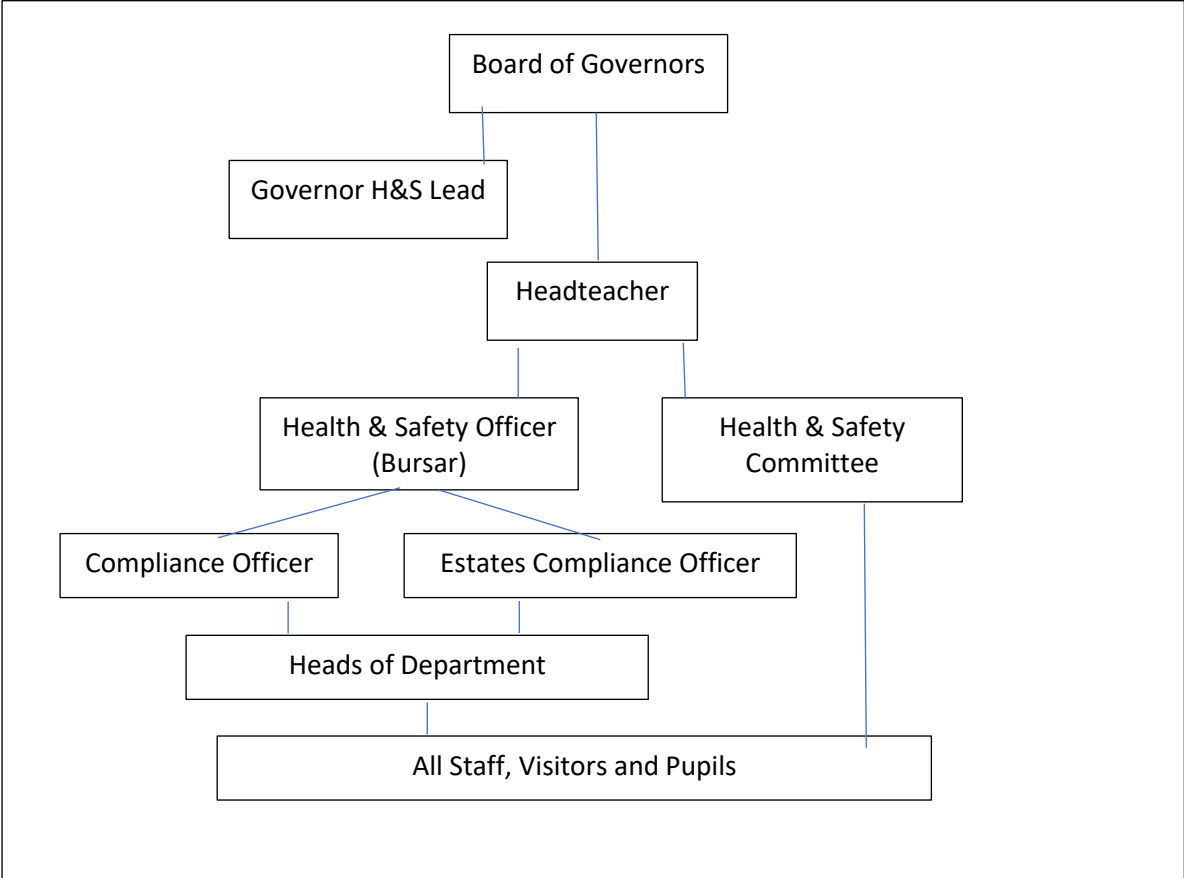 Board of Governors
Governor H&S Lead
Headteacher
Health & Safety Officer
(Bursar)
Health & Safety
Committee
Compliance Officer
Estates Compliance Officer
Heads of Department
All Staff, Visitors and Pupils